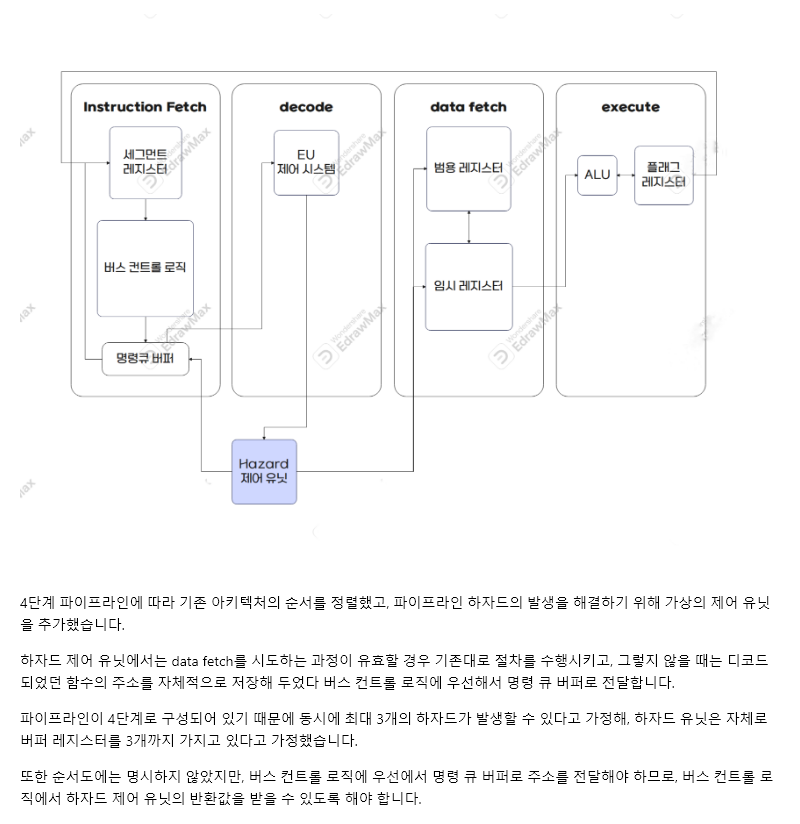 Instruction Fetch
decode
data fetch
execute
세그먼트
레지스터
버스 컨트롤 로직
명령큐 버퍼
EU
제어 시스템
범용 레지스터
임시 레지스터
ALU
플래그
레지스터
Hazard
제어 유닛
Wondershare
EdrawMax
Wondershare
EdrawMax
Wondershare
EdrawMax
Wondershare
EdrawMax
Wondershare
EdrawMax
Wondershare
EdrawMax
4단계 파이프라인에 따라 기존 아키텍처의 순서를 정렬했고, 파이프라인 하자드의 발생을 해결하기 위해 가상의 제어 유닛
을 추가했습니다.
하자드 제어 유닛에서는 data fetch를 시도하는 과정이 유효할 경우 기존대로 절차를 수행시키고, 그렇지 않을 때는 디코드
되었던 함수의 주소를 자체적으로 저장해 두었다 버스 컨트롤 로직에 우선해서 명령 큐 버퍼로 전달합니다.
파이프라인이 4단계로 구성되어 있기 때문에 동시에 최대 3개의 하자드가 발생할 수 있다고 가정해, 하자드 유닛은 자체로
버퍼 레지스터를 3개까지 가지고 있다고 가정했습니다.
또한 순서도에는 명시하지 않았지만, 버스 컨트롤 로직에 우선에서 명령 큐 버퍼로 주소를 전달해야 하므로, 버스 컨트롤 로
직에서 하자드 제어 유닛의 반환값을 받을 수 있도록 해야 합니다.